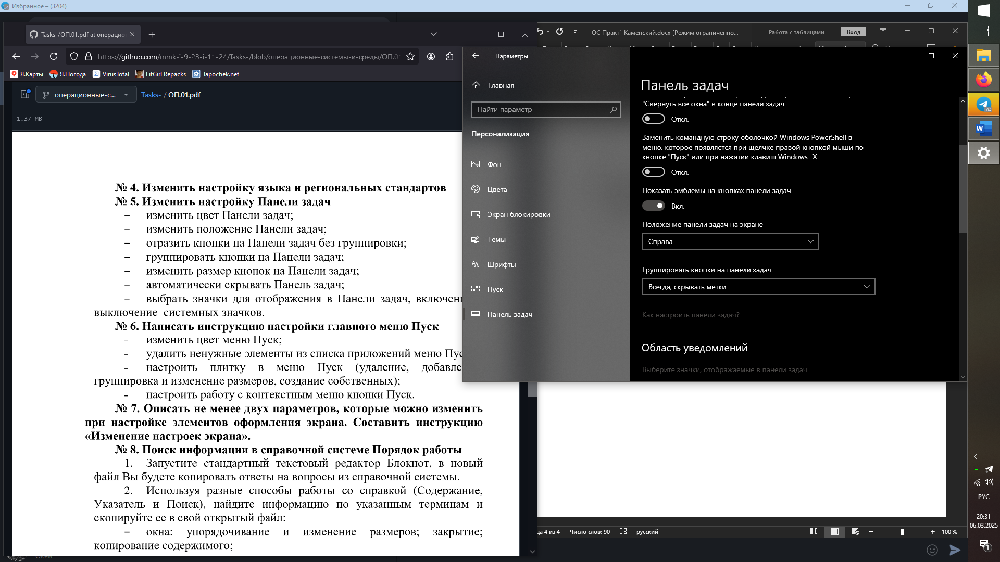 Избранное – (3204)
Tasks-/ОП.01.pdf at операцион
https://github.com/mmk-i-9-23-i-11-24/Tasks-/blob/операционные-системы-и-среды/ОП.01
Я.Карты
Я.Погода
VirusTotal
FitGirl Repacks
Tapochek.net
операционные-с...
Tasks- / ОП.01.pdf
1.37 MB
№ 4. Изменить настройку языка и региональных стандартов
№ 5. Изменить настройку Панели задач
– изменить цвет Панели задач;
– изменить положение Панели задач;
– отразить кнопки на Панели задач без группировки;
– группировать кнопки на Панели задач;
– изменить размер кнопок на Панели задач;
– автоматически скрывать Панель задач;
– выбрать значки для отображения в Панели задач, включени
выключение системных значков.
№ 6. Написать инструкцию настройки главного меню Пуск
- изменить цвет меню Пуск;
- удалить ненужные элементы из списка приложений меню Пус
- настроить плитку в меню Пуск (удаление, добавле
группировка и изменение размеров, создание собственных);
- настроить работу с контекстным меню кнопки Пуск.
№ 7. Описать не менее двух параметров, которые можно изменить
при настройке элементов оформления экрана. Составить инструкцию
«Изменение настроек экрана».
№ 8. Поиск информации в справочной системе Порядок работы
1. Запустите стандартный текстовый редактор Блокнот, в новый
файл Вы будете копировать ответы на вопросы из справочной системы.
2. Используя разные способы работы со справкой (Содержание,
Указатель и Поиск), найдите информацию по указанным терминам и
скопируйте ее в свой открытый файл:
– окна: упорядочивание и изменение размеров; закрытие;
копирование содержимого;
Окей
ОС Практ1 Каменский.docx [Режим ограниченно...
Работа с таблицами
Вход
Параметры
Главная
Найти параметр
Персонализация
Фон
Цвета
Экран блокировки
Темы
Шрифты
Пуск
Панель задач
Панель задач
"Свернуть все окна" в конце панели задач
Откл.
Заменить командную строку оболочкой Windows PowerShell в
меню, которое появляется при щелчке правой кнопкой мыши по
кнопке "Пуск" или при нажатии клавиш Windows+X
Откл.
Показать эмблемы на кнопках панели задач
Вкл.
Положение панели задач на экране
Справа
Группировать кнопки на панели задач
Всегда, скрывать метки
Как настроить панели задач?
Область уведомлений
Выберите значки, отображаемые в панели задач
ца 4 из 4
Число слов: 90
русский
100 %
..04
W
4
РУС
20:31
06.03.2025
1